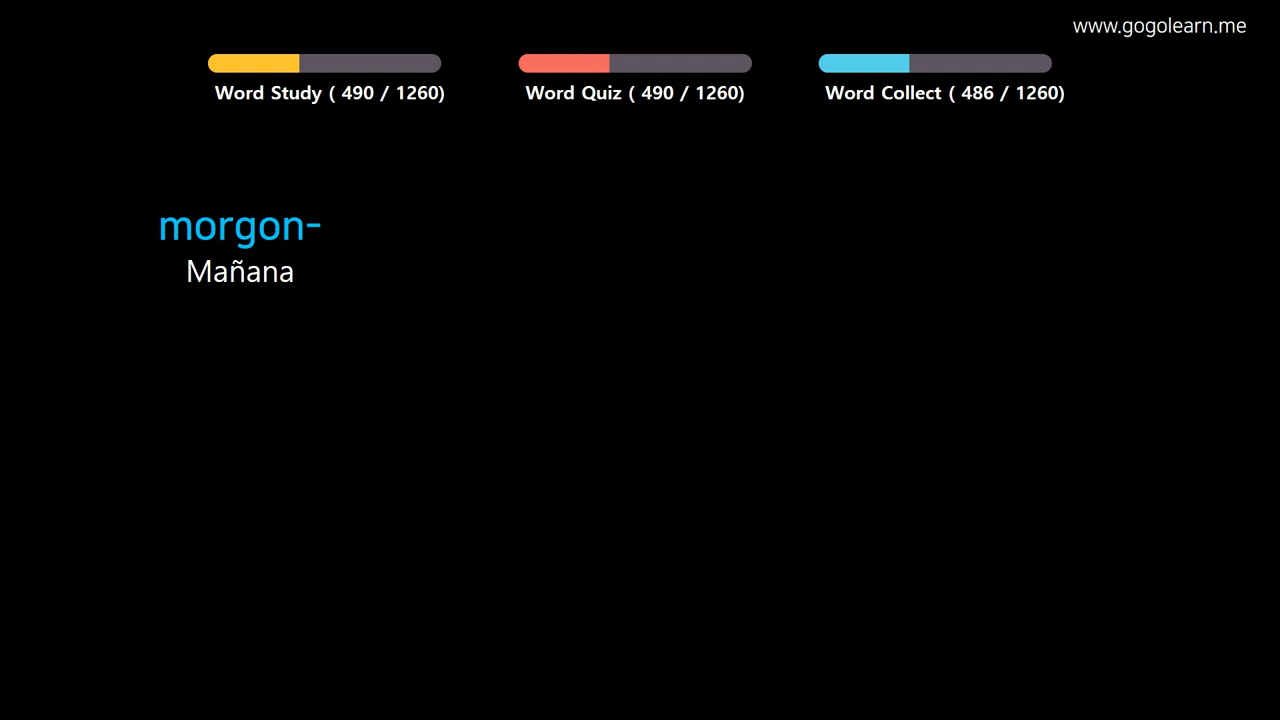 www.gogolearn.me
Word Study ( 490 / 1260)
Word Quiz ( 490 / 1260)
Word Collect ( 486 / 1260)
morgon-
Mañana